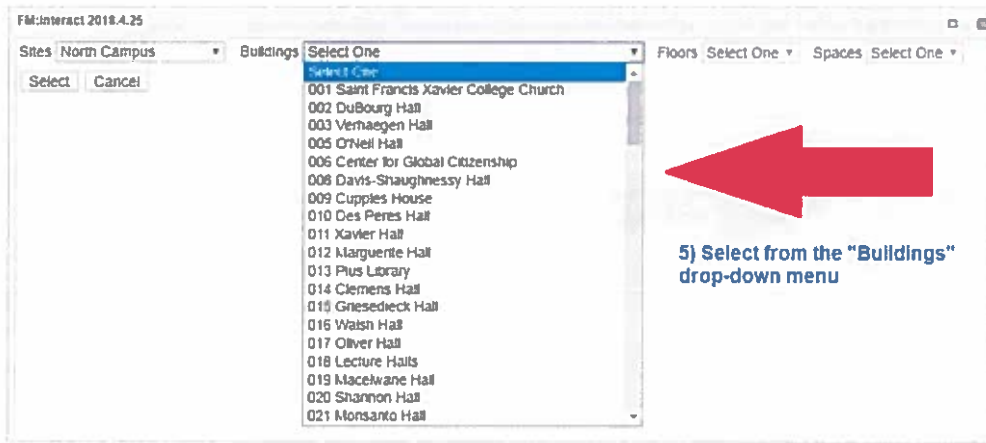 FM:Interact 2018.4.25
Sites North Campus Buildings Select One Floors Select One Spaces Select One
Select Cancel
Select One
001 Saint Francis Xavier College Church
002 DuBourg Hall
003 Verhaegen Hall
005 O'Neil Hall
006 Center for Global Citizenship
008 Davis-Shaughnessy Hall
009 Cupples House
010 Des Peres Hall
011 Xavier Hall
012 Marguerite Hall
013 Pius Library
014 Clemens Hall
015 Griesedieck Hall
016 Walsh Hall
017 Oliver Hall
018 Lecture Halls
019 Macelwane Hall
020 Shannon Hall
021 Monsanto Hall
5) Select from the "Buildings"
drop-down menu